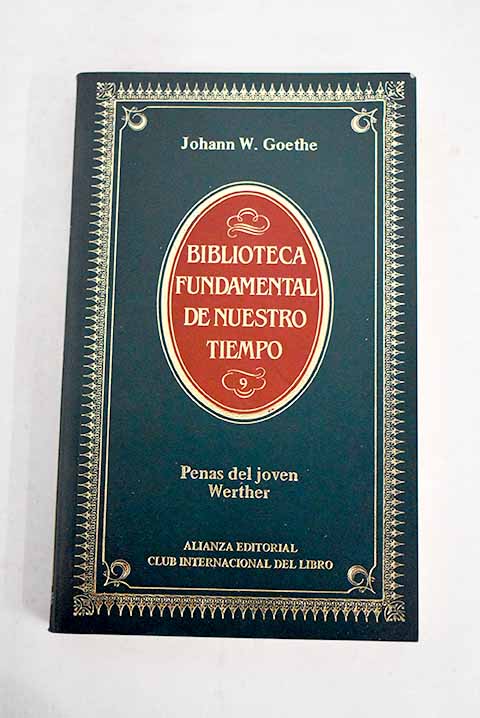 Johann W. Goethe
BIBLIOTECA
FUNDAMENTAL
DE NUESTRO
TIEMPO
9
Penas del joven
Werther
ALIANZA EDITORIAL
CLUB INTERNACIONAL DEL LIBRO